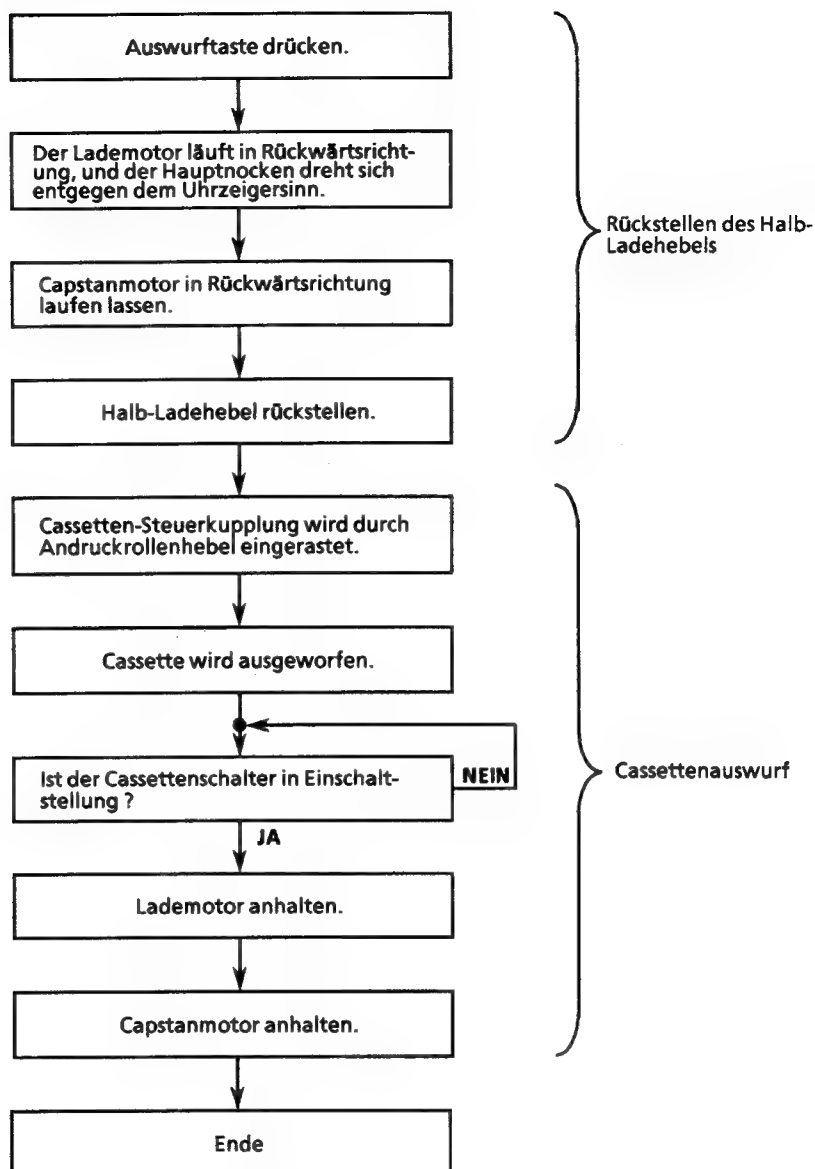 Auswurftaste drücken.
Der Lademotor läuft in Rückwärtsricht-
ung, und der Hauptnocken dreht sich
entgegen dem Uhrzeigersinn.
Capstanmotor in Rückwärtsrichtung
laufen lassen.
Halb-Ladehebel rückstellen.
Rückstellen des Halb-
Ladehebels
Cassetten-Steuerkupplung wird durch
Andruckrollenhebel eingerastet.
Cassette wird ausgeworfen.
Ist der Cassettenschalter in Einschalt-
stellung ?
NEIN
JA
Lademotor anhalten.
Capstanmotor anhalten.
Cassettenauswurf
Ende